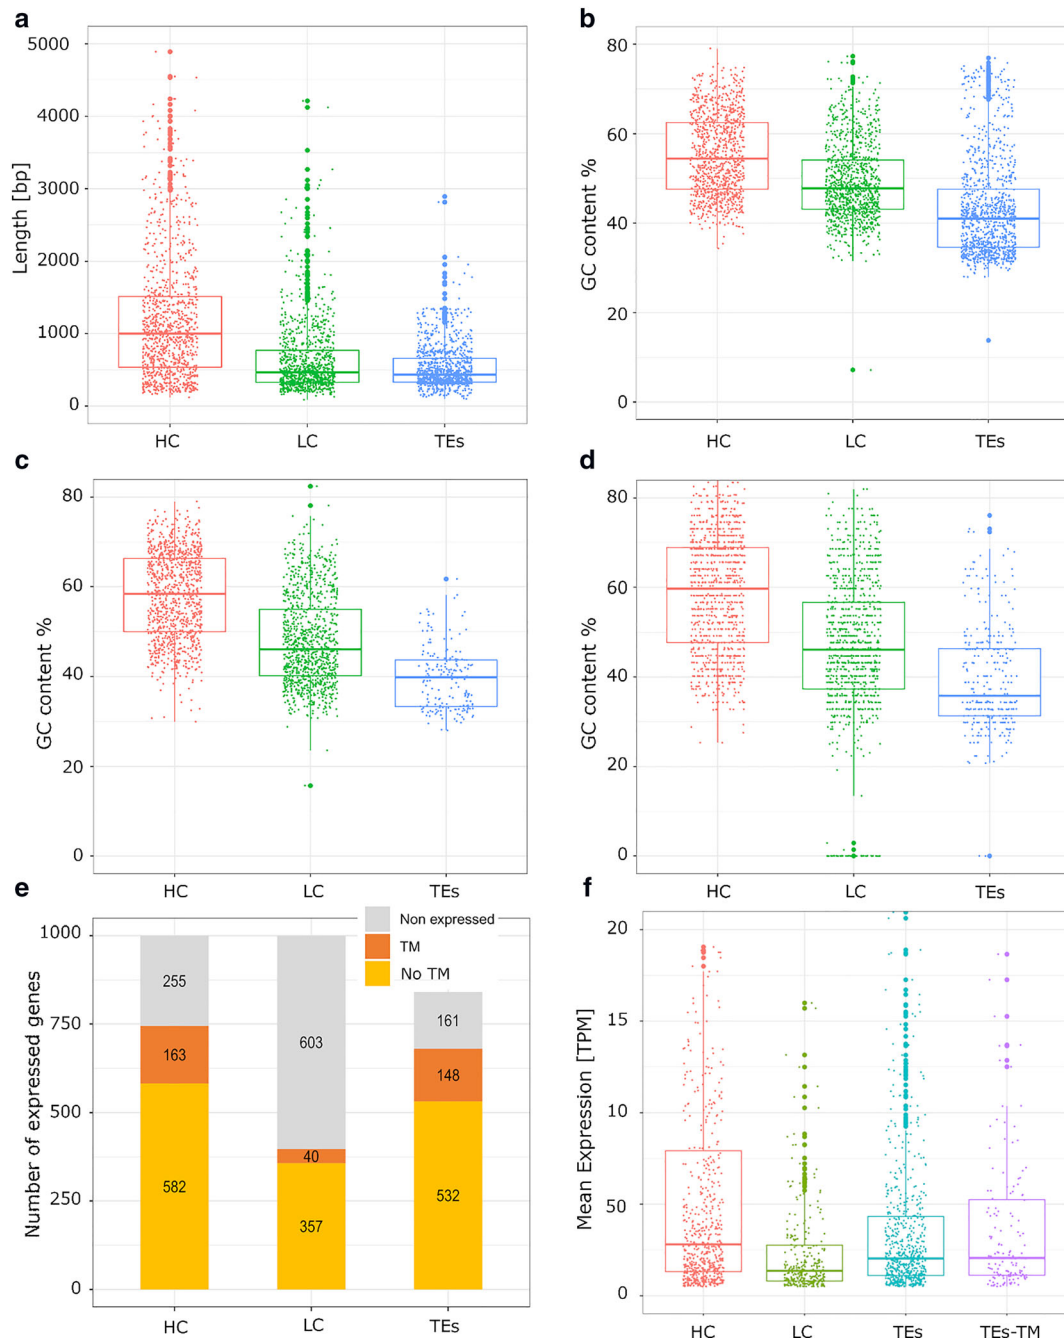 a
5000
4000
3000
2000
1000
0
Length [bp]
HC LC TEs
b
80
60
40
20
0
GC content %
HC LC TEs
c
80
60
40
20
0
GC content %
HC LC TEs
d
80
60
40
20
0
GC content %
HC LC TEs
e
Non expressed
TM
No TM
1000
750
500
250
0
Number of expressed genes
255
163
582
603
40
357
161
148
532
HC LC TEs
f
20
15
10
50
0
Mean Expression [TPM]
HC LC TEs TEs-TM